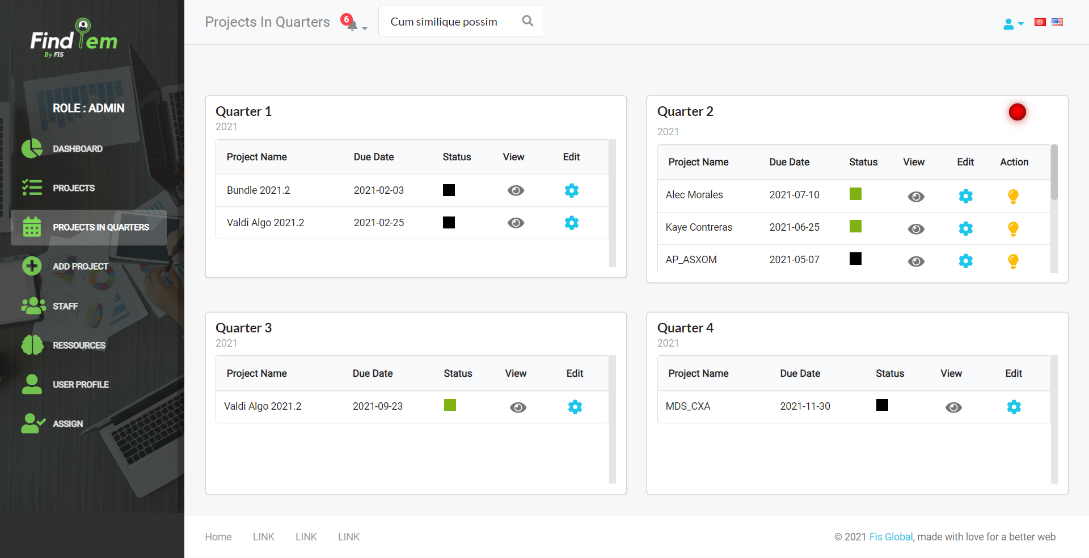 Find em
By FIS
ROLE : ADMIN
DASHBOARD
PROJECTS
PROJECTS IN QUARTERS
ADD PROJECT
STAFF
RESSOURCES
USER PROFILE
ASSIGN
Projects In Quarters 6 Cum similique possim
Quarter 1
2021
Project Name Due Date Status View Edit
Bundle 2021.2 2021-02-03
Valdi Algo 2021.2 2021-02-25
Quarter 2
2021
Project Name Due Date Status View Edit Action
Alec Morales 2021-07-10
Kaye Contreras 2021-06-25
AP_ASXOM 2021-05-07
Quarter 3
2021
Project Name Due Date Status View Edit
Valdi Algo 2021.2 2021-09-23
Quarter 4
2021
Project Name Due Date Status View Edit
MDS_CXA 2021-11-30
Home LINK LINK LINK
© 2021 Fis Global, made with love for a better web